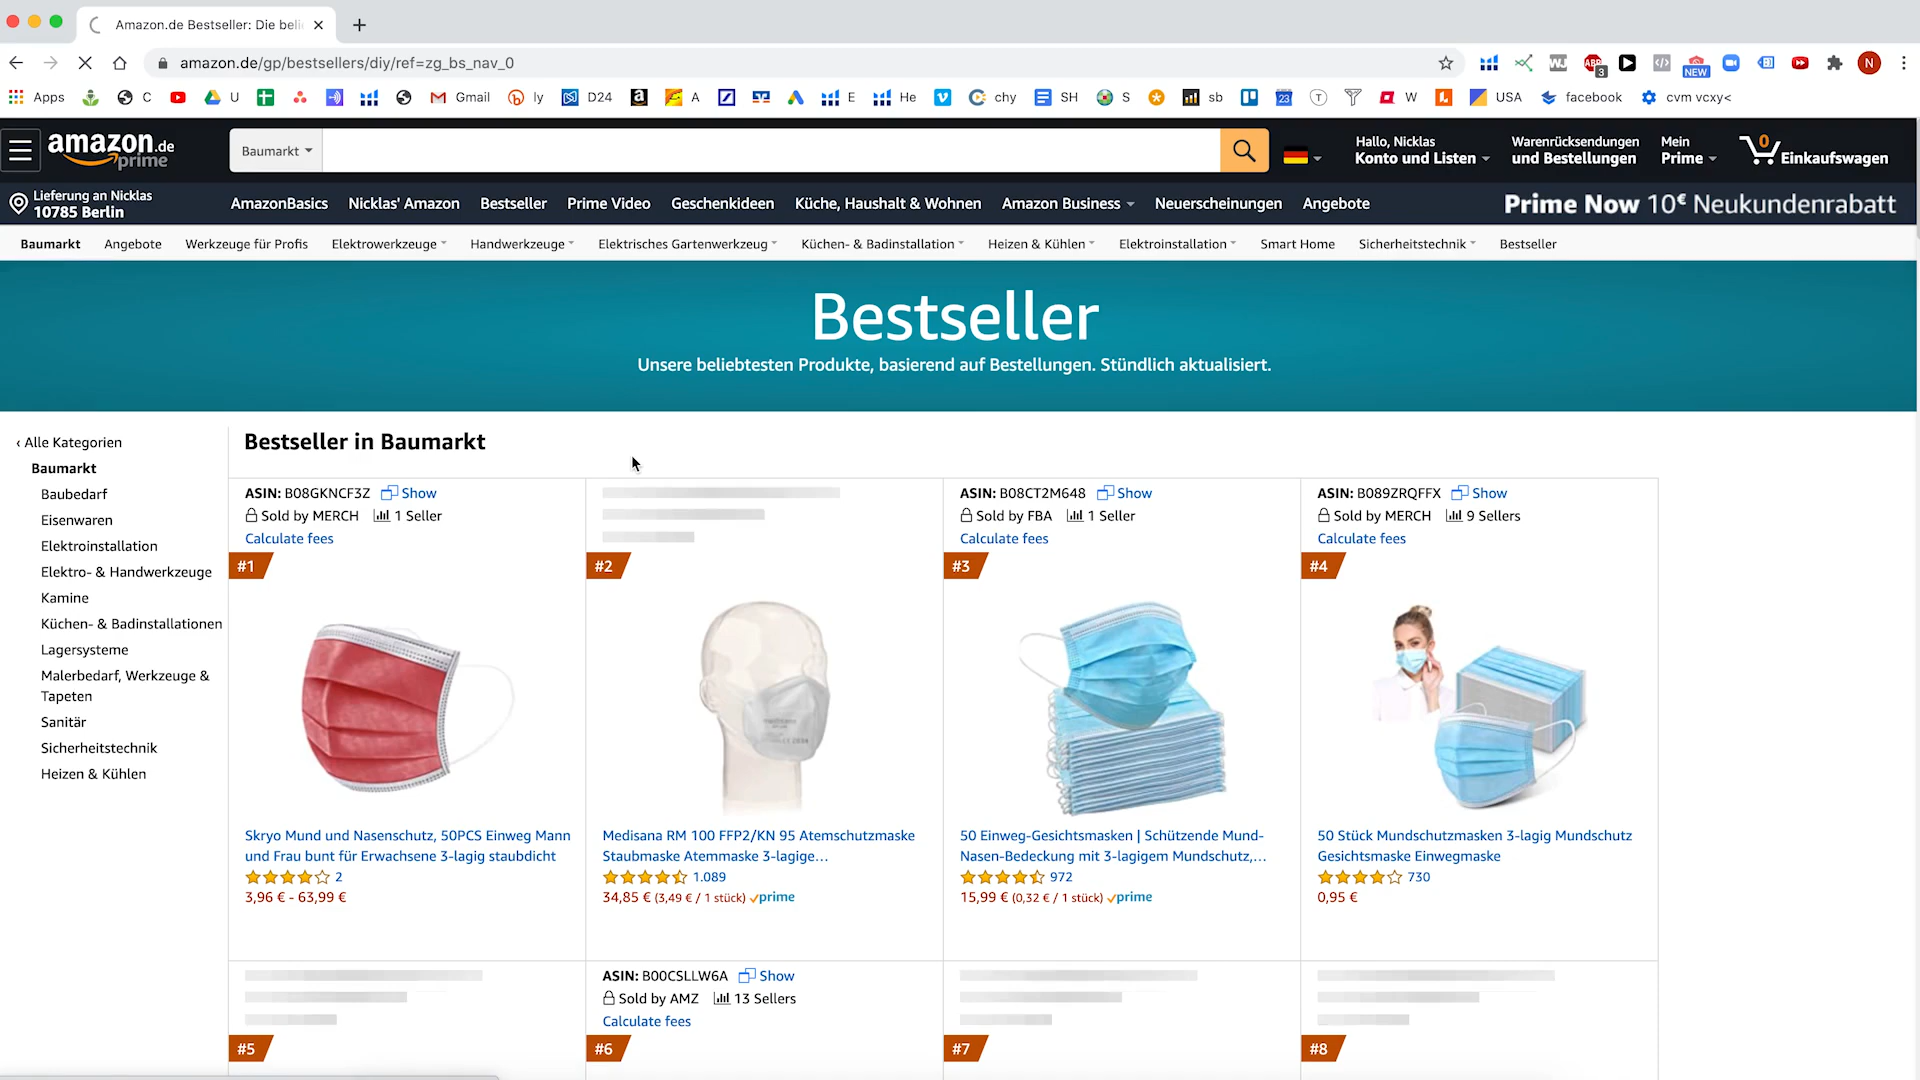 Amazon.de Bestseller: Die beli
amazon.de/gp/bestsellers/diy/ref=zg_bs_nav_0
ABP
3
NEW
N
Apps
C
U
Gmail
ly
D24
A
E
He
chy
SH
S
sb
23
W
USA
facebook
cvm vcxy<
amazon.de
prime
Baumarkt
Hallo, Nicklas
Konto und Listen
Warenrücksendungen
und Bestellungen
Mein
Prime
0
Einkaufswagen
Lieferung an Nicklas
10785 Berlin
AmazonBasics
Nicklas' Amazon
Bestseller
Prime Video
Geschenkideen
Küche, Haushalt & Wohnen
Amazon Business
Neuerscheinungen
Angebote
Prime Now 10€ Neukundenrabatt
Baumarkt
Angebote
Werkzeuge für Profis
Elektrowerkzeuge
Handwerkzeuge
Elektrisches Gartenwerkzeug
Küchen- & Badinstallation
Heizen & Kühlen
Elektroinstallation
Smart Home
Sicherheitstechnik
Bestseller
Bestseller
Unsere beliebtesten Produkte, basierend auf Bestellungen. Stündlich aktualisiert.
‹ Alle Kategorien
Baumarkt
Baubedarf
Eisenwaren
Elektroinstallation
Elektro- & Handwerkzeuge
Kamine
Küchen- & Badinstallationen
Lagersysteme
Malerbedarf, Werkzeuge &
Tapeten
Sanitär
Sicherheitstechnik
Heizen & Kühlen
Bestseller in Baumarkt
ASIN: B08GKNCF3Z Show
Sold by MERCH 1 Seller
Calculate fees
#1
Skryo Mund und Nasenschutz, 50PCS Einweg Mann
und Frau bunt für Erwachsene 3-lagig staubdicht
2
3,96 € - 63,99 €
#2
Medisana RM 100 FFP2/KN 95 Atemschutzmaske
Staubmaske Atemmaske 3-lagige…
1.089
34,85 € (3,49 € / 1 stück) prime
ASIN: B08CT2M648 Show
Sold by FBA 1 Seller
Calculate fees
#3
50 Einweg-Gesichtsmasken | Schützende Mund-
Nasen-Bedeckung mit 3-lagigem Mundschutz,…
972
15,99 € (0,32 € / 1 stück) prime
ASIN: B089ZRQFFX Show
Sold by MERCH 9 Sellers
Calculate fees
#4
50 Stück Mundschutzmasken 3-lagig Mundschutz
Gesichtsmaske Einwegmaske
730
0,95 €
#5
ASIN: B00CSLLW6A Show
Sold by AMZ 13 Sellers
Calculate fees
#6
#7
#8